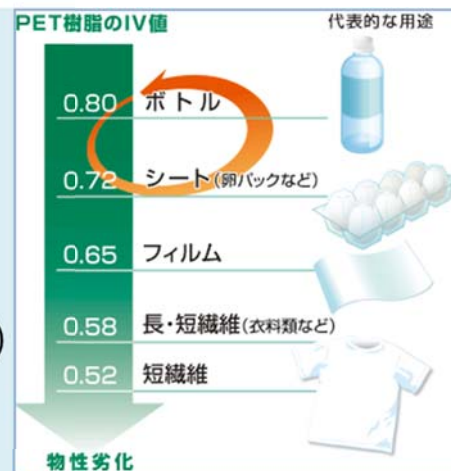 PET樹脂のIV値
代表的な用途
0.80 ボトル
0.72 シート(卵パックなど)
0.65 フィルム
0.58 長・短繊維(衣料類など)
0.52 短繊維
物性劣化
)